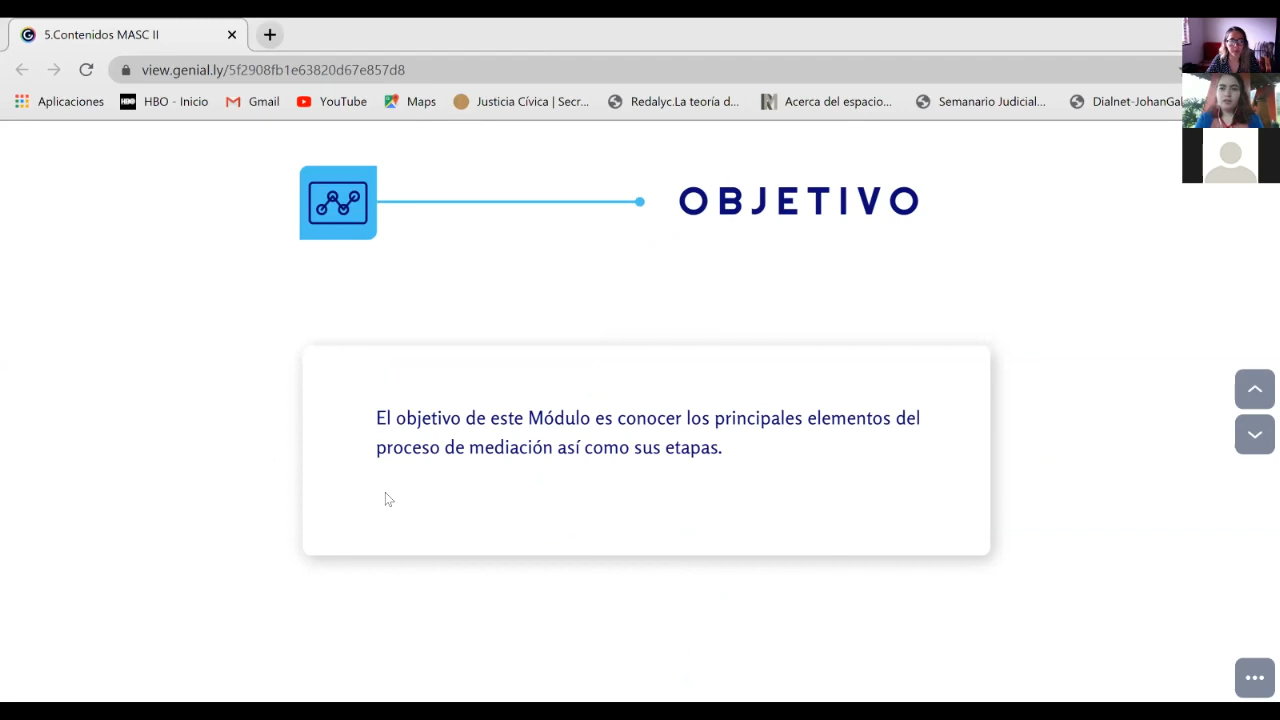 5.Contenidos MASC II
view.genial.ly/5f2908fb1e63820d67e857d8
Aplicaciones
HBO
HBO - Inicio
Gmail
YouTube
Maps
Justicia Cívica | Secr...
Redalyc.La teoría d...
Acerca del espacio...
Semanario Judicial...
Dialnet-JohanGal
OBJETIVO
El objetivo de este Módulo es conocer los principales elementos del
proceso de mediación así como sus etapas.